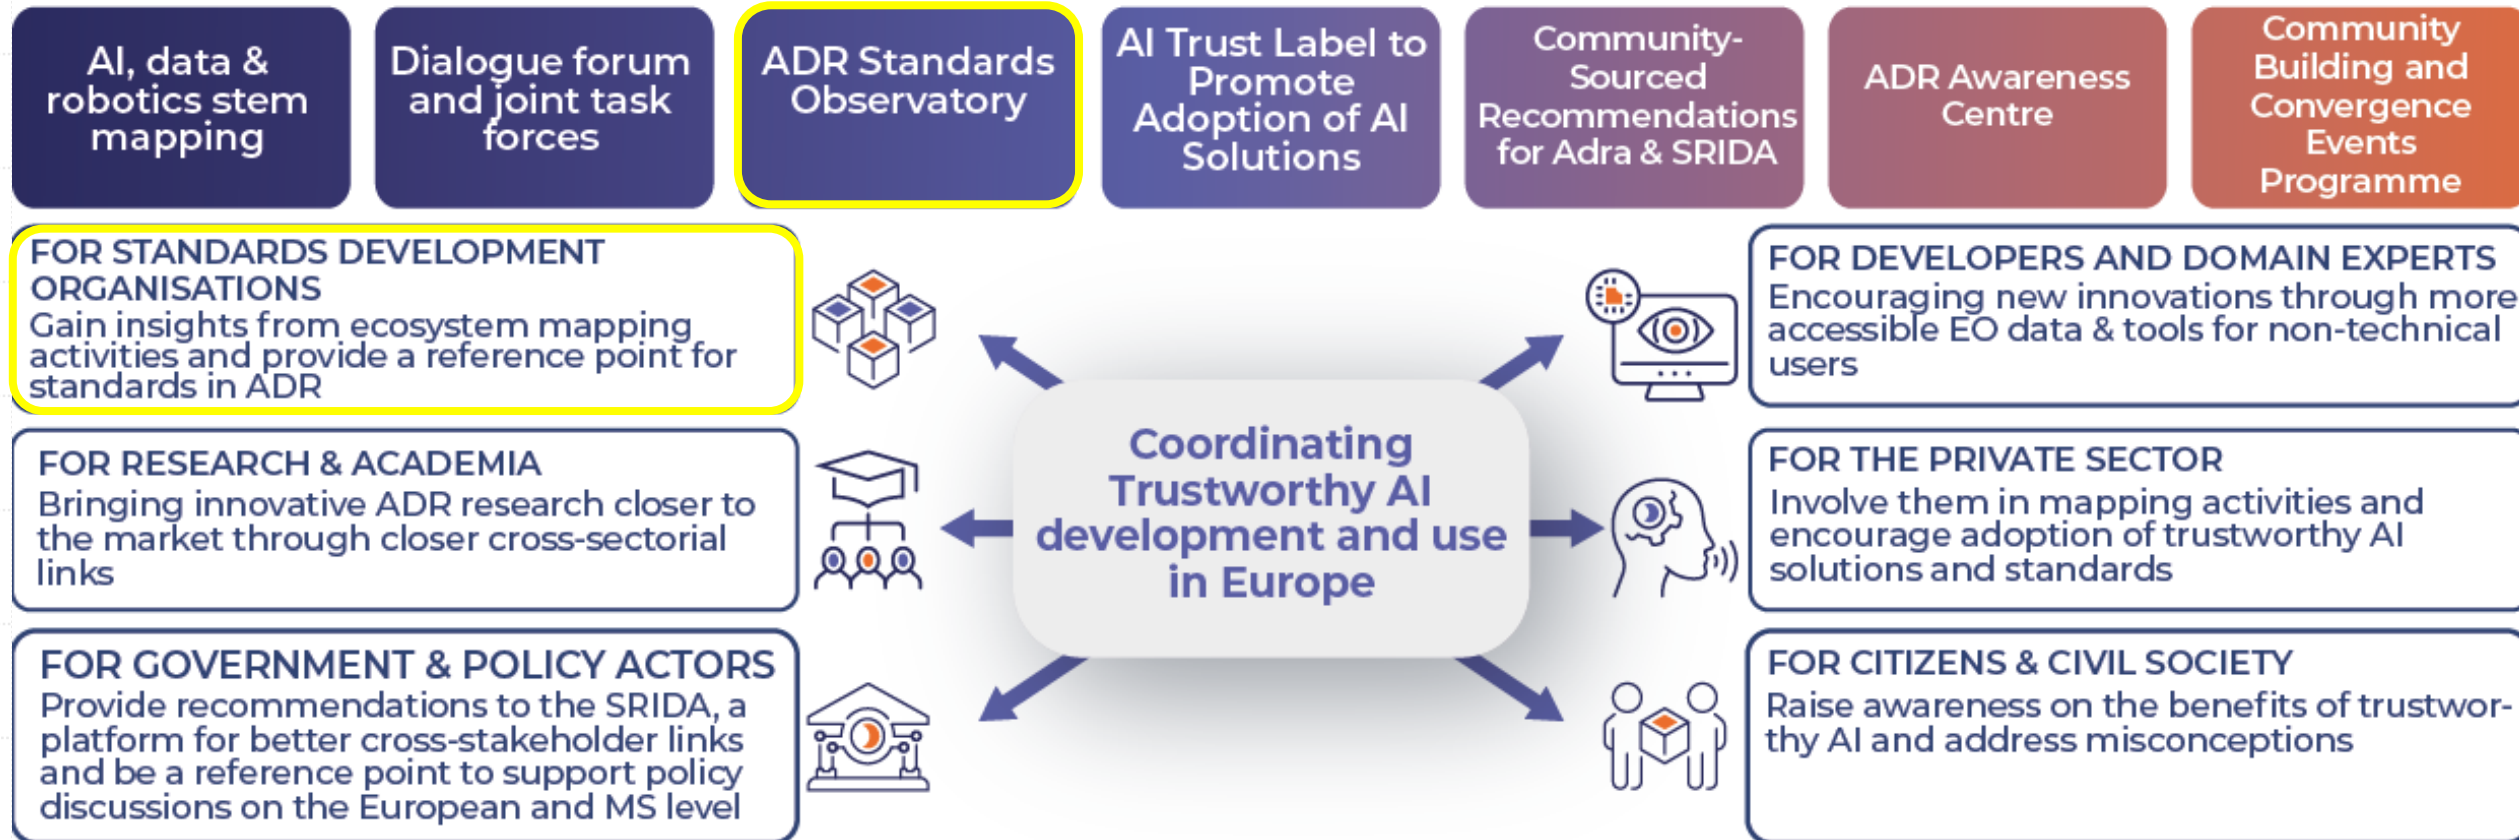 AI, data &
robotics stem
mapping
Dialogue forum
and joint task
forces
ADR Standards
Observatory
AI Trust Label to
Promote
Adoption of AI
Solutions
Community-
Sourced
Recommendations
for Adra & SRIDA
ADR Awareness
Centre
Community
Building and
Convergence
Events
Programme
FOR STANDARDS DEVELOPMENT
ORGANISATIONS
Gain insights from ecosystem mapping
activities and provide a reference point for
standards in ADR
FOR RESEARCH & ACADEMIA
Bringing innovative ADR research closer to
the market through closer cross-sectorial
links
FOR GOVERNMENT & POLICY ACTORS
Provide recommendations to the SRIDA, a
platform for better cross-stakeholder links
and be a reference point to support policy
discussions on the European and MS level
Coordinating
Trustworthy AI
development and use
in Europe
FOR DEVELOPERS AND DOMAIN EXPERTS
Encouraging new innovations through more
accessible EO data & tools for non-technical
users
FOR THE PRIVATE SECTOR
Involve them in mapping activities and
encourage adoption of trustworthy AI
solutions and standards
FOR CITIZENS & CIVIL SOCIETY
Raise awareness on the benefits of trustwor-
thy AI and address misconceptions